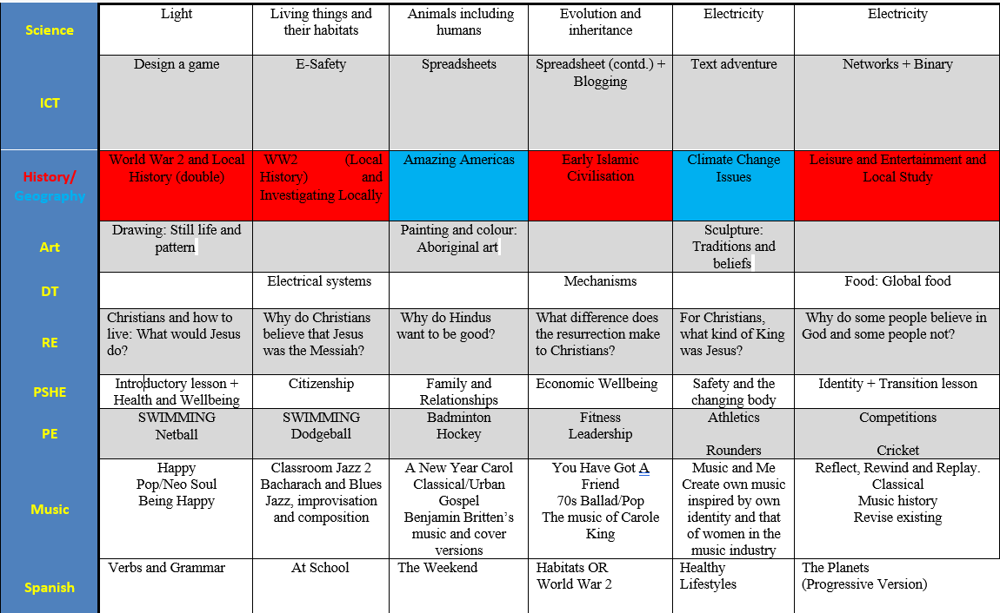 Science
Light
Living things and
their habitats
Animals including
humans
Evolution and
inheritance
Electricity
Electricity
ICT
Design a game
E-Safety
Spreadsheets
Spreadsheet (contd.) +
Blogging
Text adventure
Networks + Binary
History/
Geography
World War 2 and Local
History (double)
WW2 (Local
History) and
Investigating Locally
Amazing Americas
Early Islamic
Civilisation
Climate Change
Issues
Leisure and Entertainment and
Local Study
Art
Drawing: Still life and
pattern
Painting and colour:
Aboriginal art
Sculpture:
Traditions and
beliefs
DT
Electrical systems
Mechanisms
Food: Global food
RE
Christians and how to
live: What would Jesus
do?
Why do Christians
believe that Jesus
was the Messiah?
Why do Hindus
want to be good?
What difference does
the resurrection make
to Christians?
For Christians,
what kind of King
was Jesus?
Why do some people believe in
God and some people not?
PSHE
Introductory lesson +
Health and Wellbeing
Citizenship
Family and
Relationships
Economic Wellbeing
Safety and the
changing body
Identity + Transition lesson
PE
SWIMMING
Netball
SWIMMING
Dodgeball
Badminton
Hockey
Fitness
Leadership
Athletics
Rounders
Competitions
Cricket
Music
Happy
Pop/Neo Soul
Being Happy
Classroom Jazz 2
Bacharach and Blues
Jazz, improvisation
and composition
A New Year Carol
Classical/Urban
Gospel
Benjamin Britten’s
music and cover
versions
You Have Got A
Friend
70s Ballad/Pop
The music of Carole
King
Music and Me
Create own music
inspired by own
identity and that
of women in the
music industry
Reflect, Rewind and Replay.
Classical
Music history
Revise existing
Spanish
Verbs and Grammar
At School
The Weekend
Habitats OR
World War 2
Healthy
Lifestyles
The Planets
(Progressive Version)